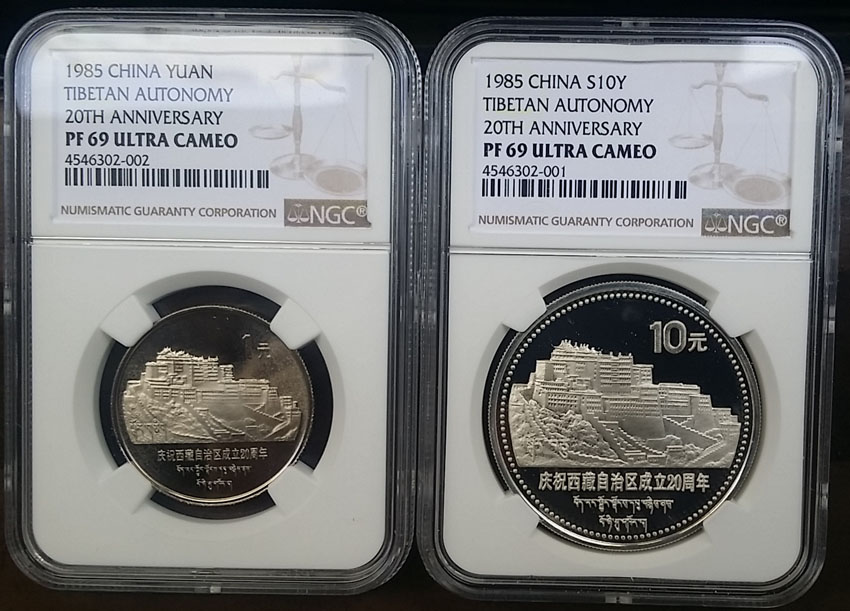 1985 CHINA YUAN
TIBETAN AUTONOMY
20TH ANNIVERSARY
PF 69 ULTRA CAMEO
4546302-002
NUMISMATIC GUARANTY CORPORATION
NGC®
1元
庆祝西藏自治区成立20周年
1985 CHINA S10Y
TIBETAN AUTONOMY
20TH ANNIVERSARY
PF 69 ULTRA CAMEO
4546302-001
NUMISMATIC GUARANTY CORPORATION
NGC®
10元
庆祝西藏自治区成立20周年